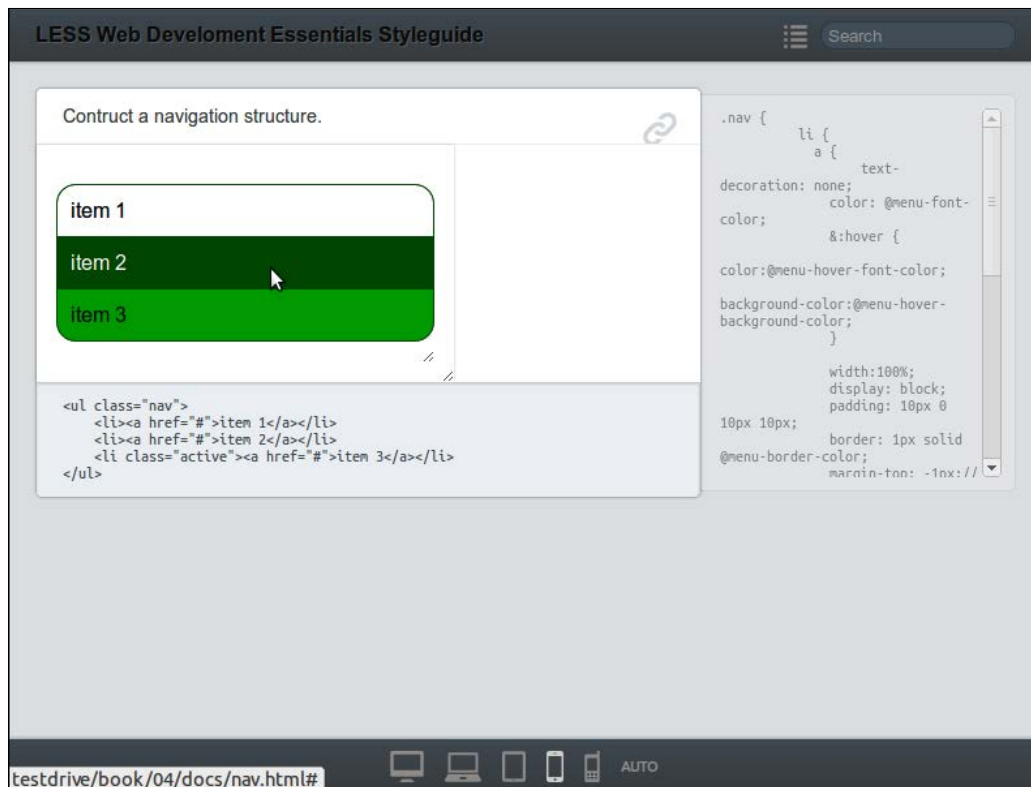 LESS Web Develoment Essentials Styleguide
Search
Contruct a navigation structure.
item 1
item 2
item 3
<ul class="nav">
    <li><a href="#">item 1</a></li>
    <li><a href="#">item 2</a></li>
    <li class="active"><a href="#">item 3</a></li>
</ul>
.nav {
li {
a {
text-
decoration: none;
color: @menu-font-
color;
&:hover {
color:@menu-hover-font-color;
background-color:@menu-hover-
background-color;
}
width:100%;
display: block;
padding: 10px 0
10px 10px;
border: 1px solid
@menu-border-color;
margin-top: -1px;//
AUTO
testdrive/book/04/docs/nav.html#